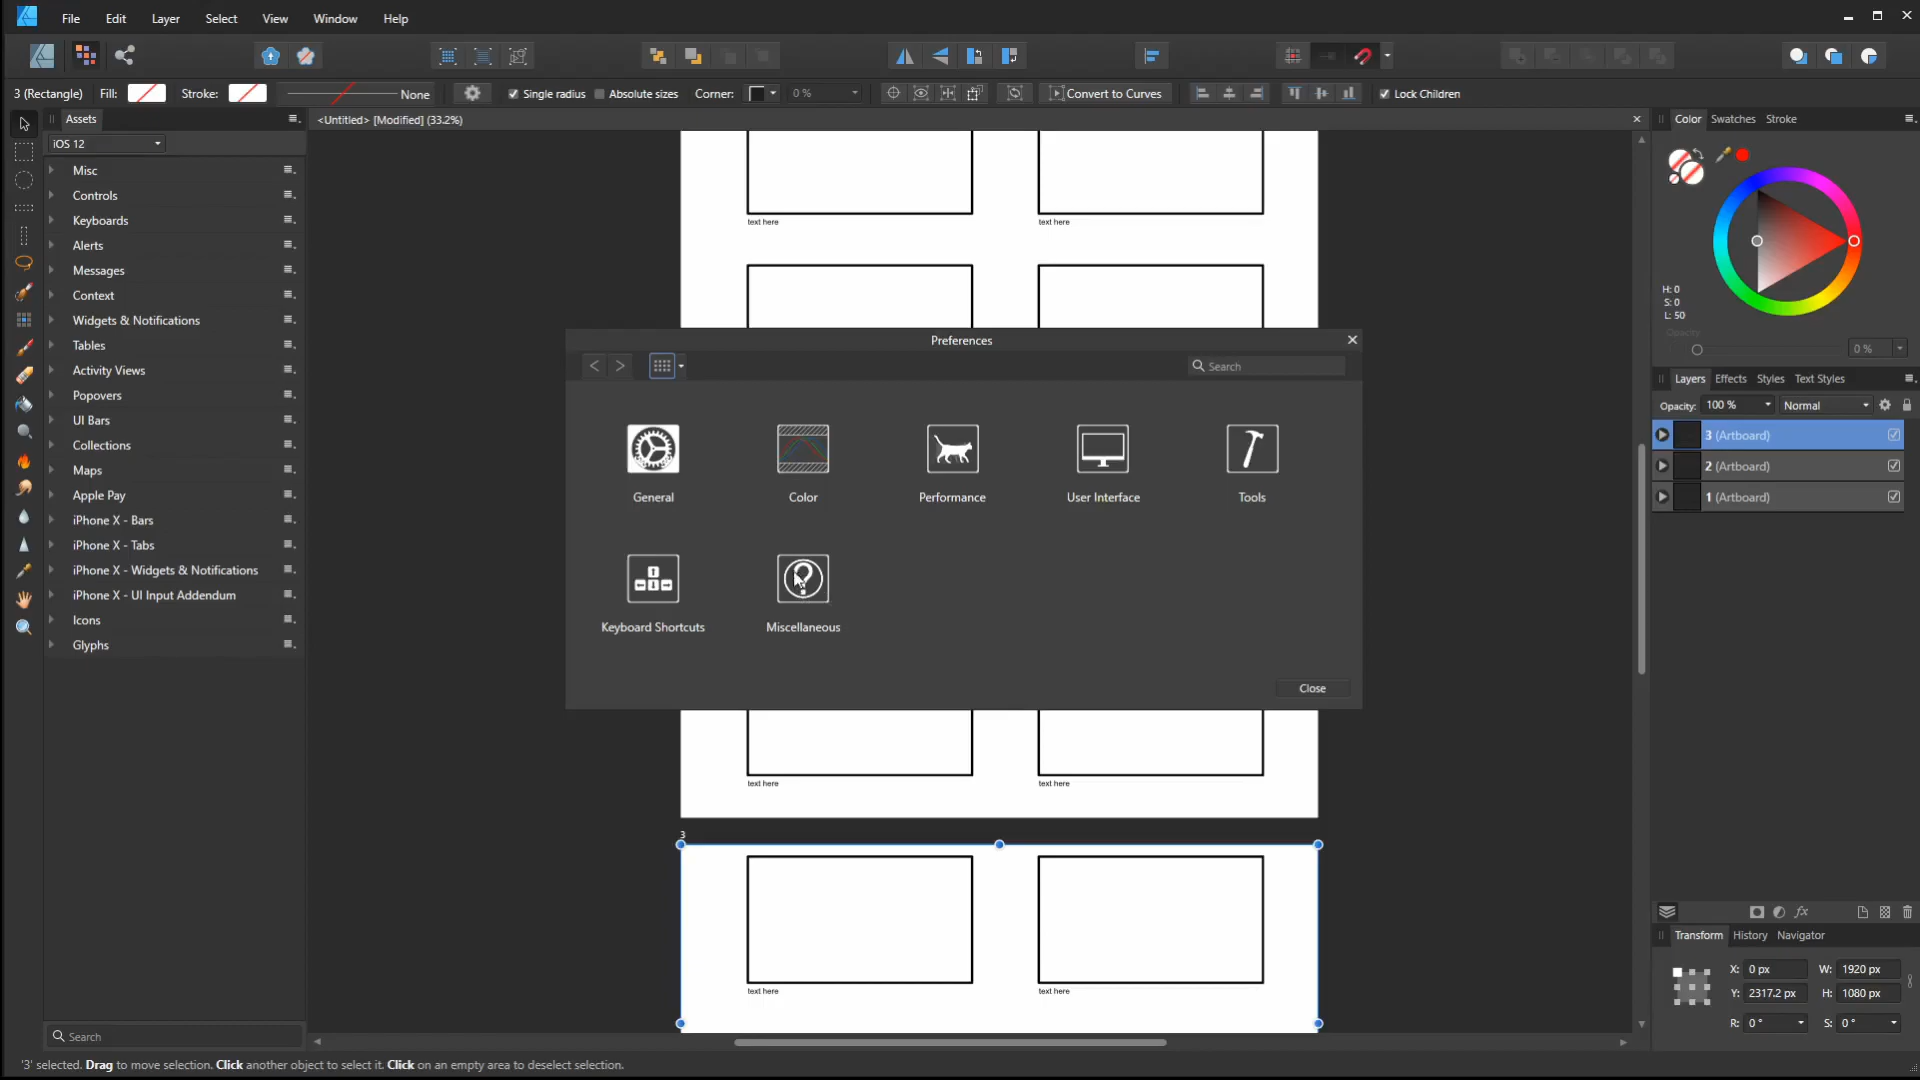 File Edit Layer Select View Window Help
3 (Rectangle) Fill: Stroke: None Single radius Absolute sizes Corner: 0 % Convert to Curves Lock Children
Assets
<Untitled> [Modified] (33.2%)
iOS 12
Misc
Controls
Keyboards
Alerts
Messages
Context
Widgets & Notifications
Tables
Activity Views
Popovers
UI Bars
Collections
Maps
Apple Pay
iPhone X - Bars
iPhone X - Tabs
iPhone X - Widgets & Notifications
iPhone X - UI Input Addendum
Icons
Glyphs
Search
text here text here
Preferences
Search
General Color Performance User Interface Tools
Keyboard Shortcuts Miscellaneous
Close
text here text here
3
text here text here
Color Swatches Stroke
H: 0
S: 0
L: 50
Opacity
0 %
Layers Effects Styles Text Styles
Opacity: 100 % Normal
3 (Artboard)
2 (Artboard)
1 (Artboard)
fx
Transform History Navigator
X: 0 px W: 1920 px
Y: 2317.2 px H: 1080 px
R: 0 ° S: 0 °
'3' selected. Drag to move selection. Click another object to select it. Click on an empty area to deselect selection.